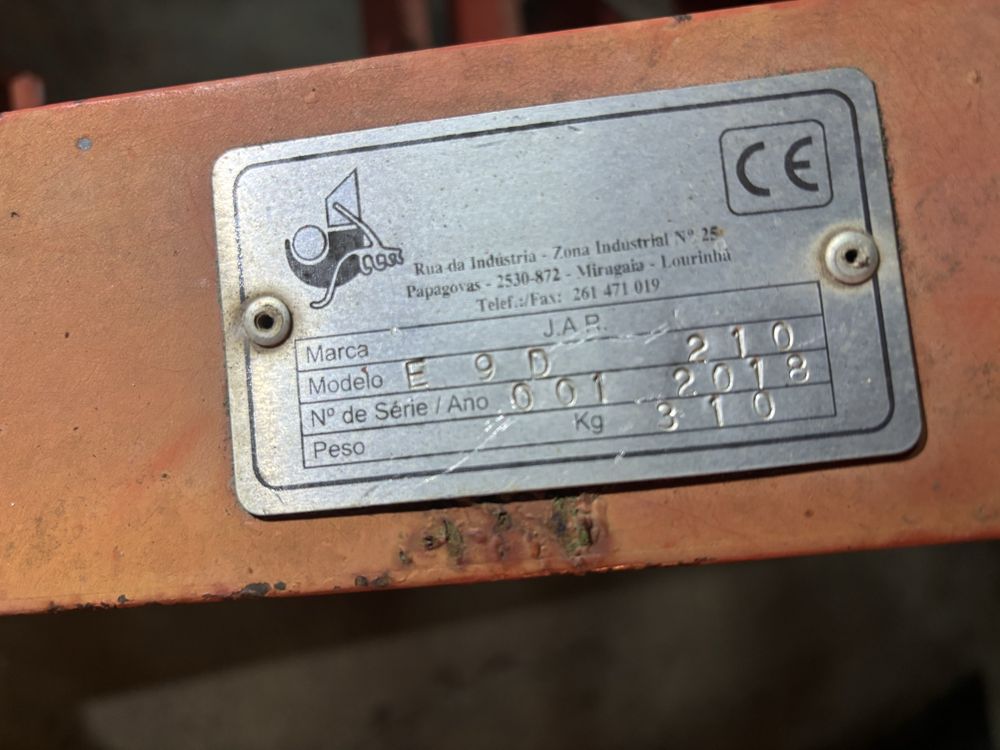 CE
Rua da Indústria - Zona Industrial Nº 25
Papagovas - 2530-872 - Miragaia - Lourinhã
Telef.:/Fax: 261 471 019
Marca J.A.R.
Modelo E 9 D 210
Nº de Série / Ano 001 2018
Peso Kg 310